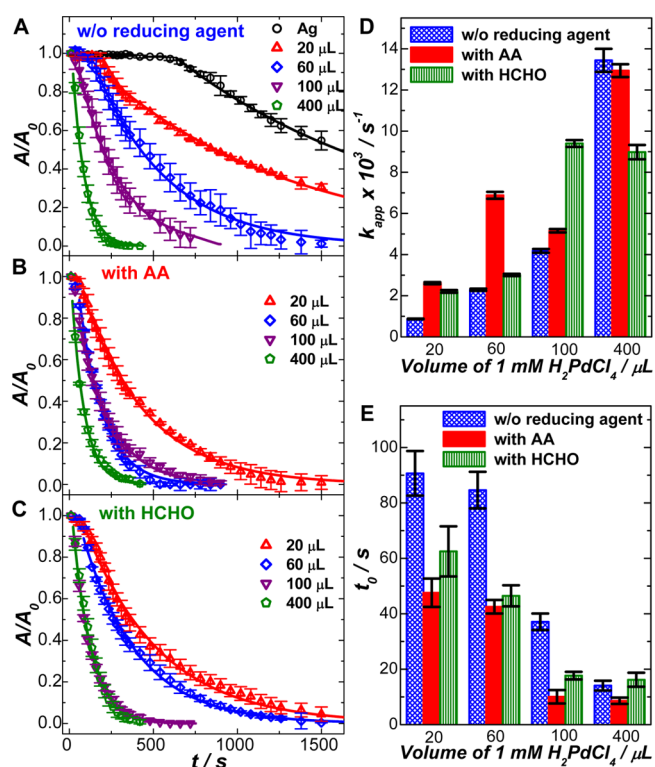 A
w/o reducing agent
Ag
20 μL
60 μL
100 μL
400 μL
A/A0
1.0
0.8
0.6
0.4
0.2
0.0
B
with AA
20 μL
60 μL
100 μL
400 μL
A/A0
1.0
0.8
0.6
0.4
0.2
0.0
C
with HCHO
20 μL
60 μL
100 μL
400 μL
A/A0
1.0
0.8
0.6
0.4
0.2
0.0
0 500 1000 1500
t / s
D
w/o reducing agent
with AA
with HCHO
kapp x 10³ / s⁻¹
14
12
10
8
6
4
2
0
20 60 100 400
Volume of 1 mM H2PdCl4 / μL
E
w/o reducing agent
with AA
with HCHO
t0 / s
100
80
60
40
20
0
20 60 100 400
Volume of 1 mM H2PdCl4 / μL